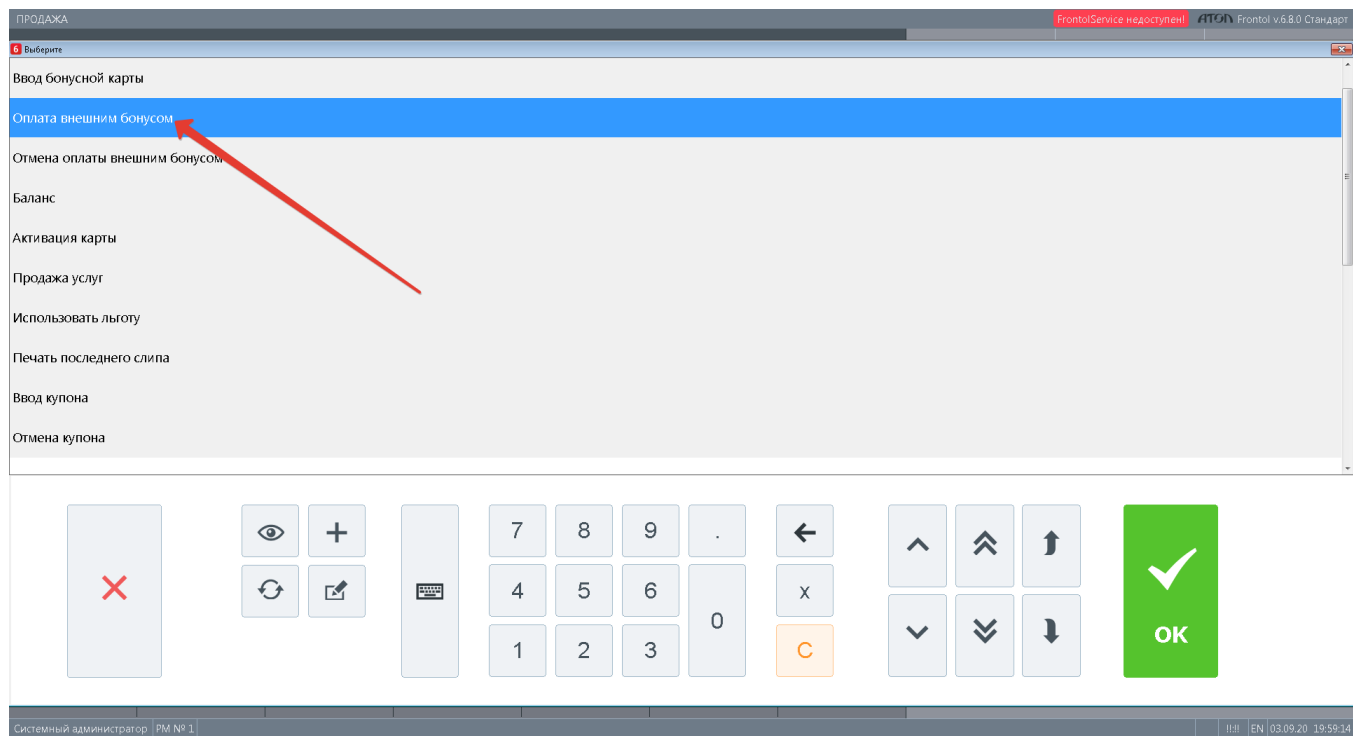 ПРОДАЖА
FrontolService недоступен! АТОЛ Frontol v.6.8.0 Стандарт
6 Выберите
Ввод бонусной карты
Оплата внешним бонусом
Отмена оплаты внешним бонусом
Баланс
Активация карты
Продажа услуг
Использовать льготу
Печать последнего слипа
Ввод купона
Отмена купона
7 8 9 .
4 5 6 0 x
1 2 3 C
OK
Системный администратор РМ № 1 !!:!! EN 03.09.20 19:59:14